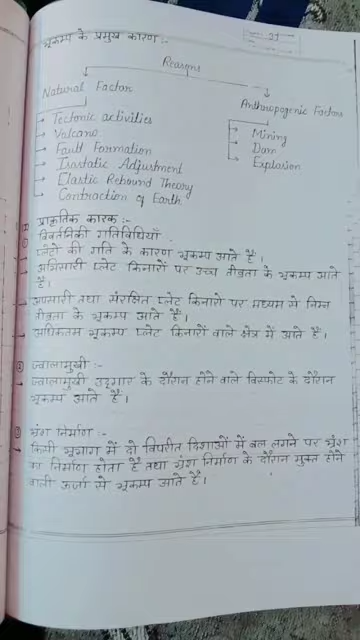 भूकम्प के प्रमुख कारण :-
Reasons
Natural Factor
Tectonic activities
Volcano
Fault Formation
Isostatic Adjustment
Elastic Rebound Theory
Contraction of Earth
Anthropogenic Factors
Mining
Dam
Explosion
प्राकृतिक कारक :-
विवर्तनिकी गतिविधियाँ -
प्लेटों की गति के कारण भूकम्प आते हैं।
अभिसारी प्लेट किनारों पर उच्च तीव्रता के भूकम्प आते
हैं।
अपसारी तथा संरक्षित प्लेट किनारों पर मध्यम से निम्न
तीव्रता के भूकम्प आते हैं।
अधिकतम भूकम्प प्लेट किनारों वाले क्षेत्र में आते हैं।
ज्वालामुखी :-
ज्वालामुखी उद्गार के दौरान होने वाले विस्फोट के दौरान
भूकम्प आते हैं।
भ्रंश निर्माण :-
किसी भूभाग में दो विपरीत दिशाओं में बल लगने पर भ्रंश
का निर्माण होता है तथा भ्रंश निर्माण के दौरान मुक्त होने
वाली ऊर्जा से भूकम्प आते हैं।